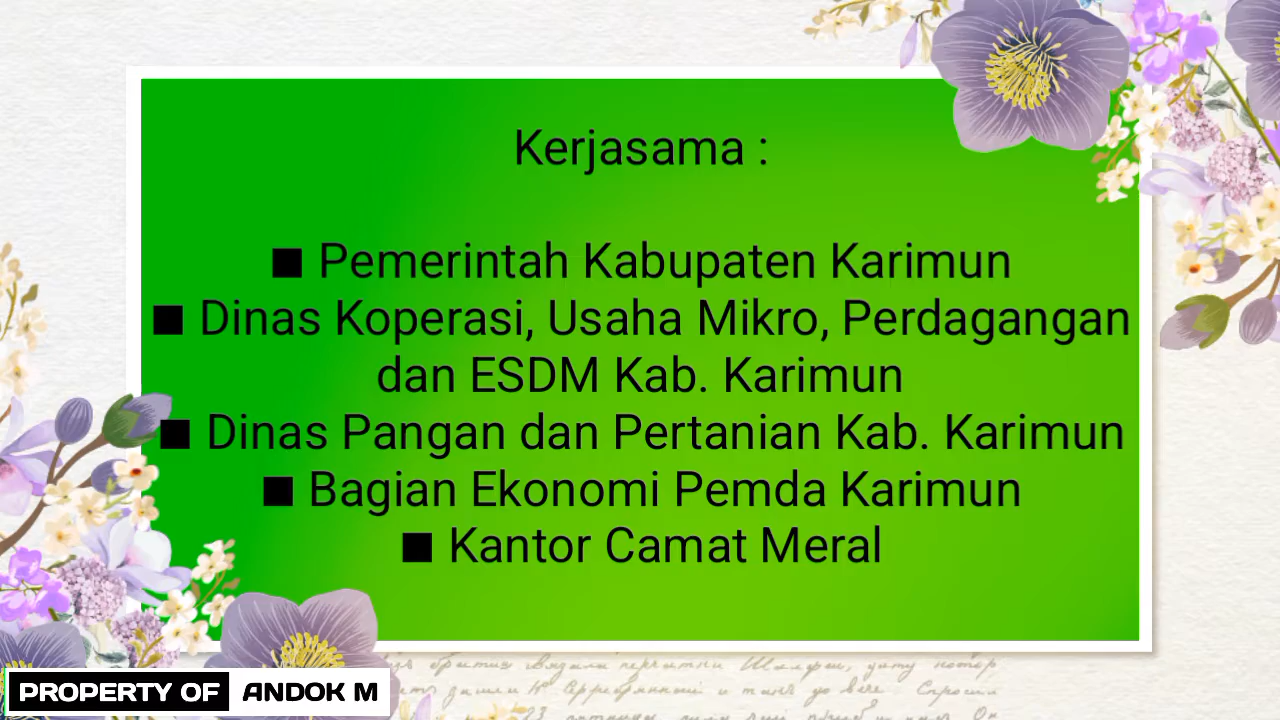 Kerjasama :
■ Pemerintah Kabupaten Karimun
■ Dinas Koperasi, Usaha Mikro, Perdagangan
dan ESDM Kab. Karimun
■ Dinas Pangan dan Pertanian Kab. Karimun
■ Bagian Ekonomi Pemda Karimun
■ Kantor Camat Meral
PROPERTY OF ANDOK M